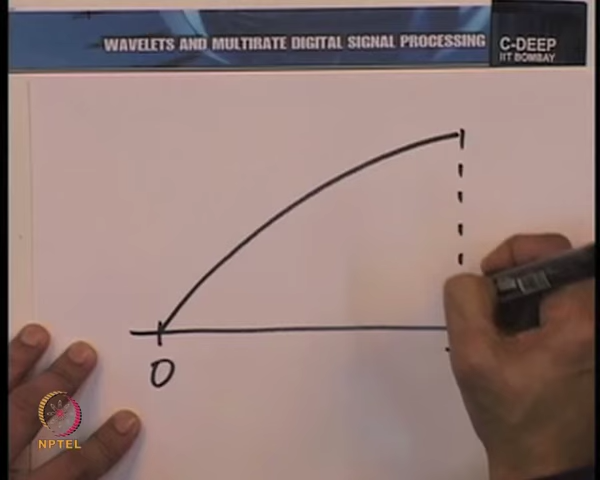 WAVELETS AND MULTIRATE DIGITAL SIGNAL PROCESSING
C-DEEP
IIT BOMBAY
0
NPTEL